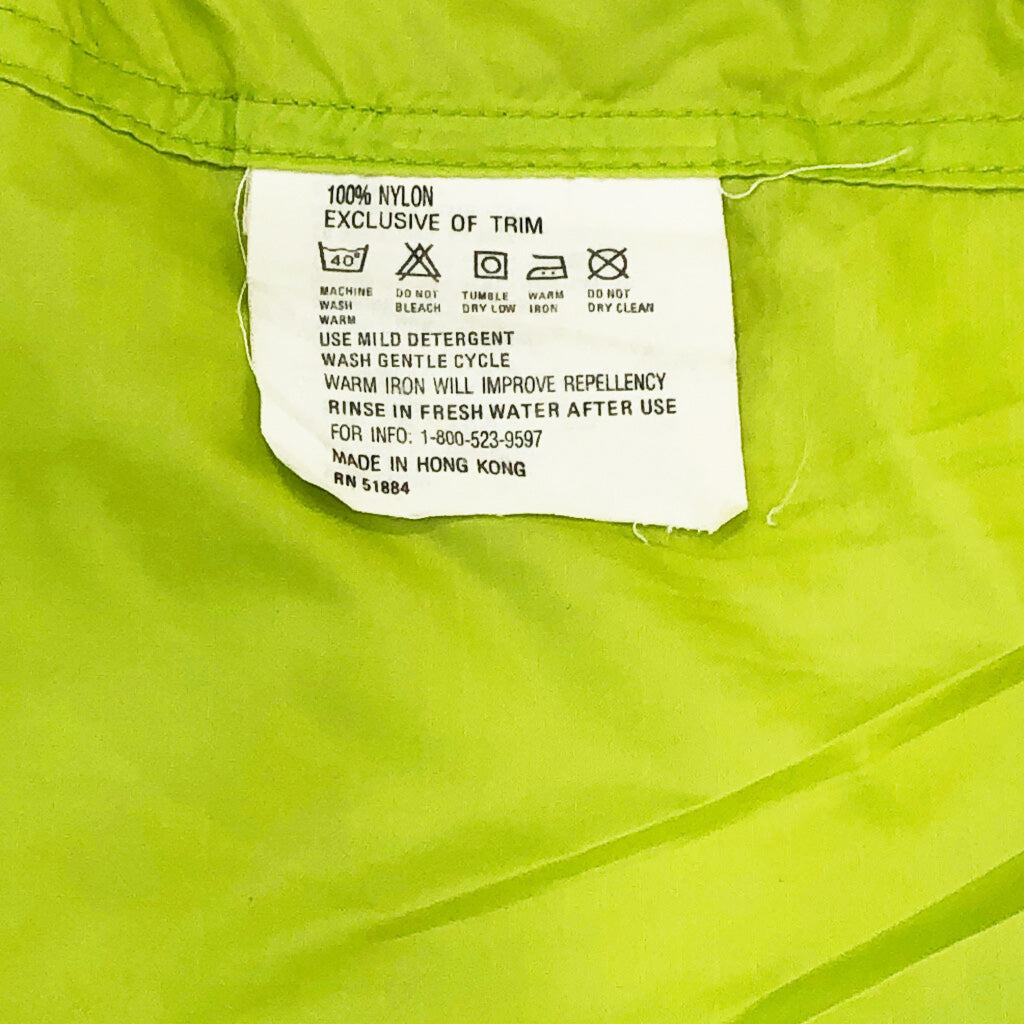 100% NYLON
EXCLUSIVE OF TRIM
40°
MACHINE WASH WARM
DO NOT BLEACH
TUMBLE DRY LOW
WARM IRON
DO NOT DRY CLEAN
USE MILD DETERGENT
WASH GENTLE CYCLE
WARM IRON WILL IMPROVE REPELLENCY
RINSE IN FRESH WATER AFTER USE
FOR INFO: 1-800-523-9597
MADE IN HONG KONG
RN 51884